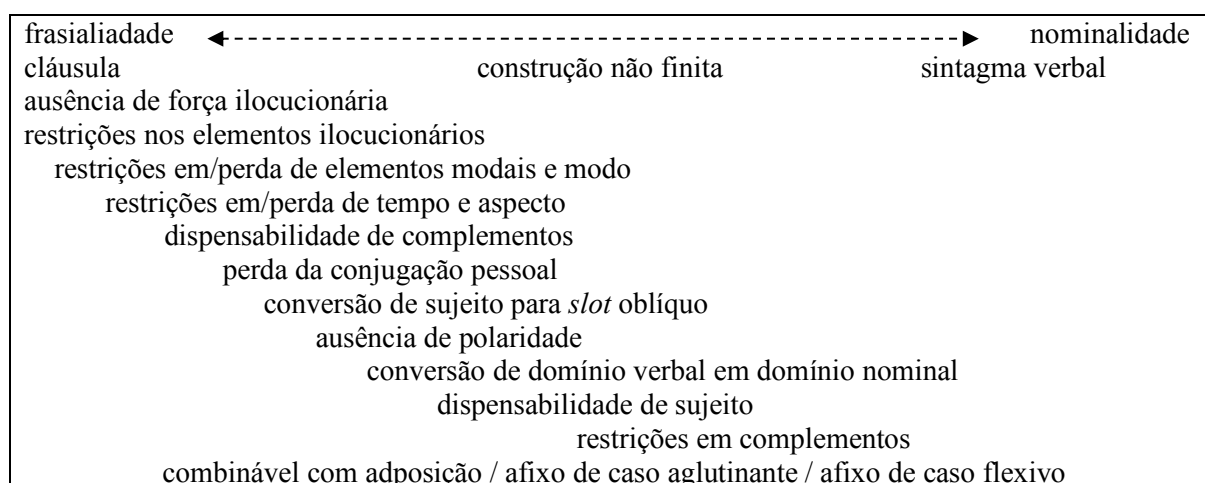 frasialiadade nominalidade
cláusula construção não finita sintagma verbal
ausência de força ilocucionária
restrições nos elementos ilocucionários
restrições em/perda de elementos modais e modo
restrições em/perda de tempo e aspecto
dispensabilidade de complementos
perda da conjugação pessoal
conversão de sujeito para slot oblíquo
ausência de polaridade
conversão de domínio verbal em domínio nominal
dispensabilidade de sujeito
restrições em complementos
combinável com adposição / afixo de caso aglutinante / afixo de caso flexivo